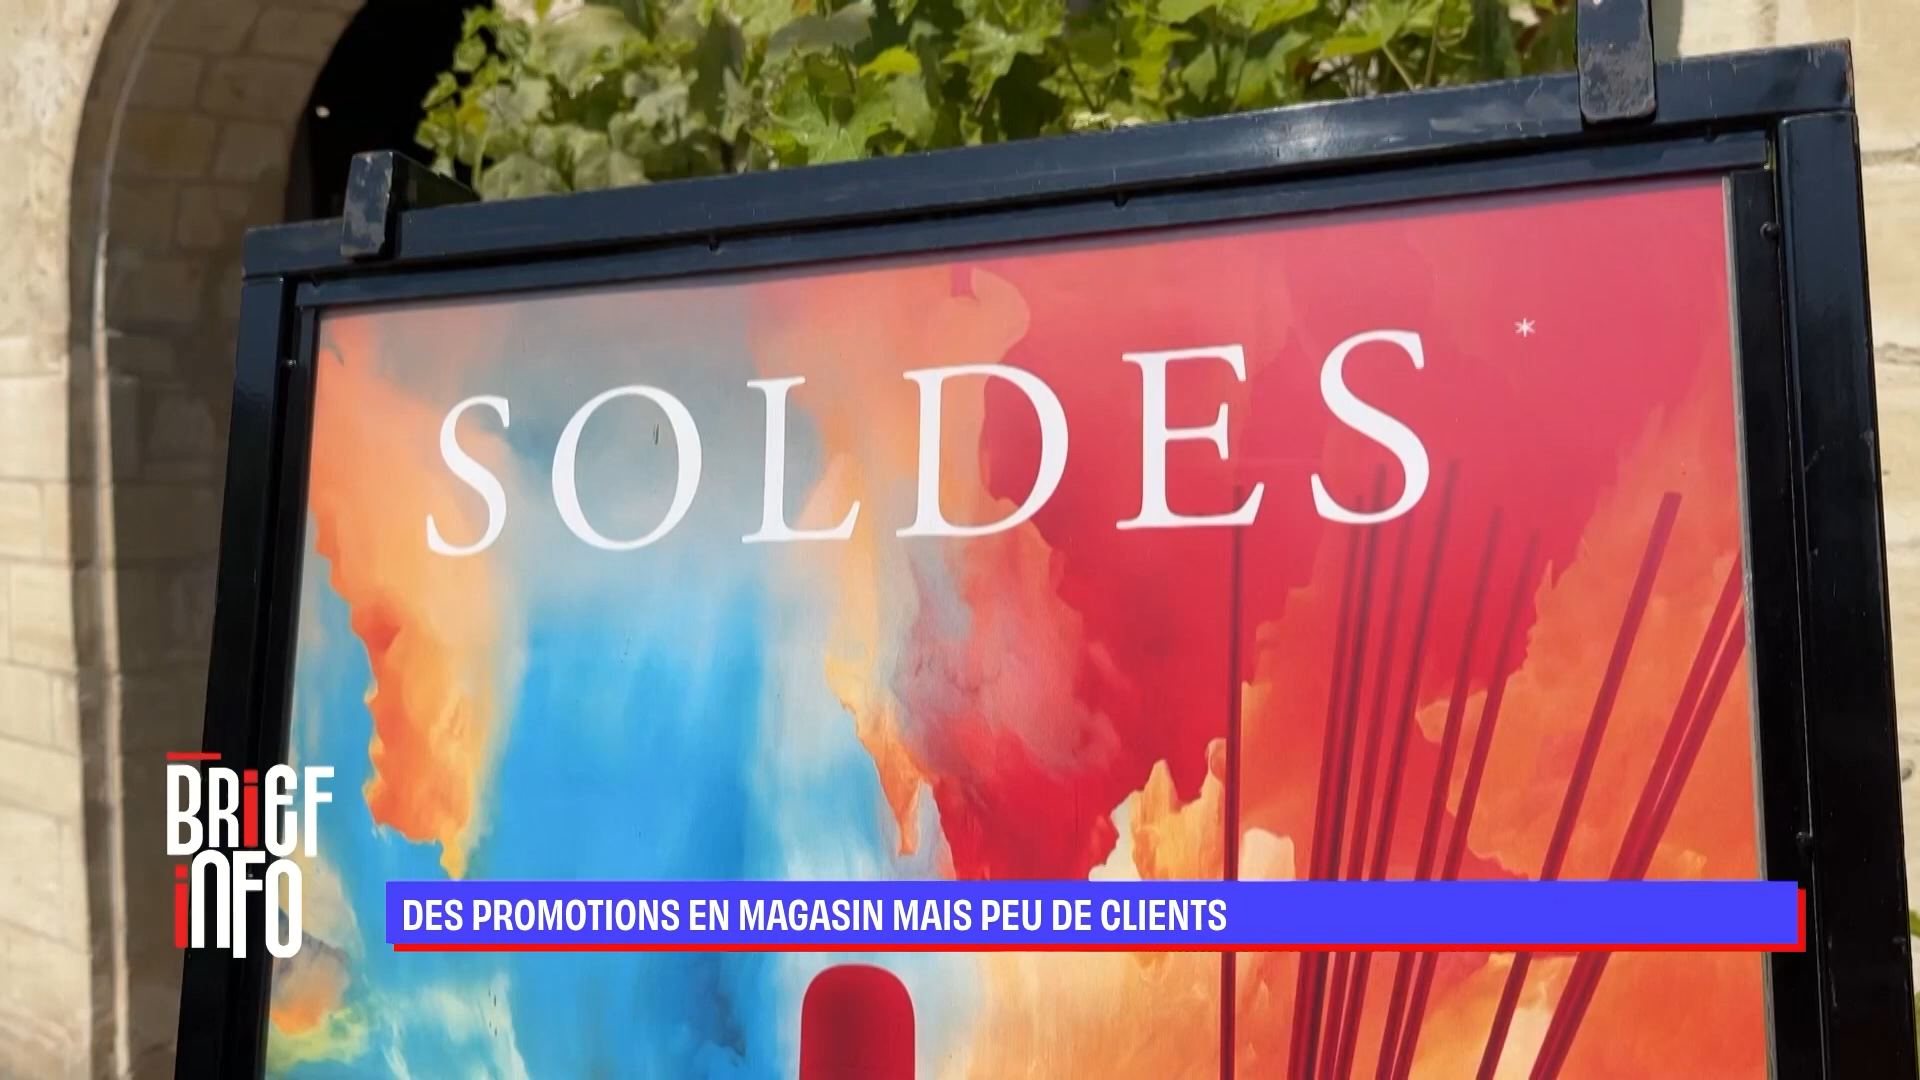 SOLDES*
BRiEF
iNFO
DES PROMOTIONS EN MAGASIN MAIS PEU DE CLIENTS